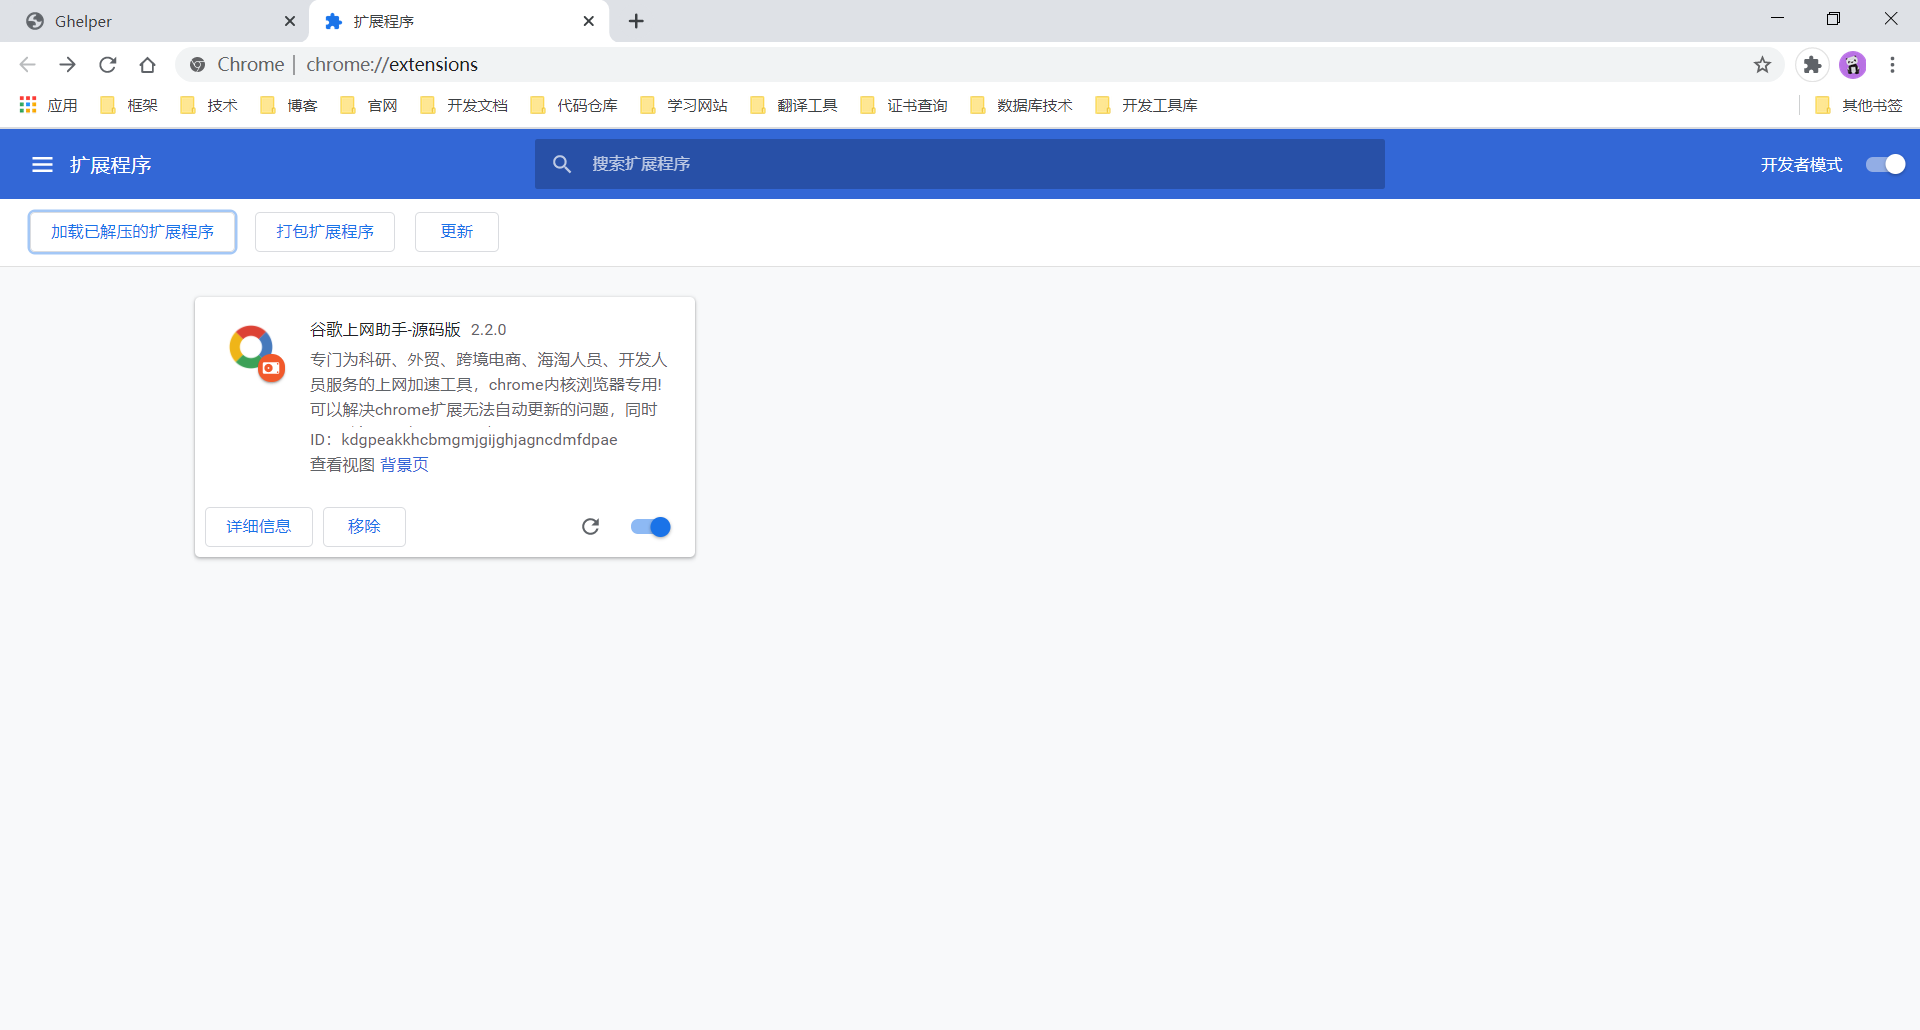 Ghelper
扩展程序
Chrome | chrome://extensions
应用 框架 技术 博客 官网 开发文档 代码仓库 学习网站 翻译工具 证书查询 数据库技术 开发工具库 其他书签
扩展程序
搜索扩展程序
开发者模式
加载已解压的扩展程序 打包扩展程序 更新
谷歌上网助手-源码版 2.2.0
专门为科研、外贸、跨境电商、海淘人员、开发人
员服务的上网加速工具，chrome内核浏览器专用!
可以解决chrome扩展无法自动更新的问题，同时
ID：kdgpeakkhcbmgmjgijghjagncdmfdpae
查看视图 背景页
详细信息 移除